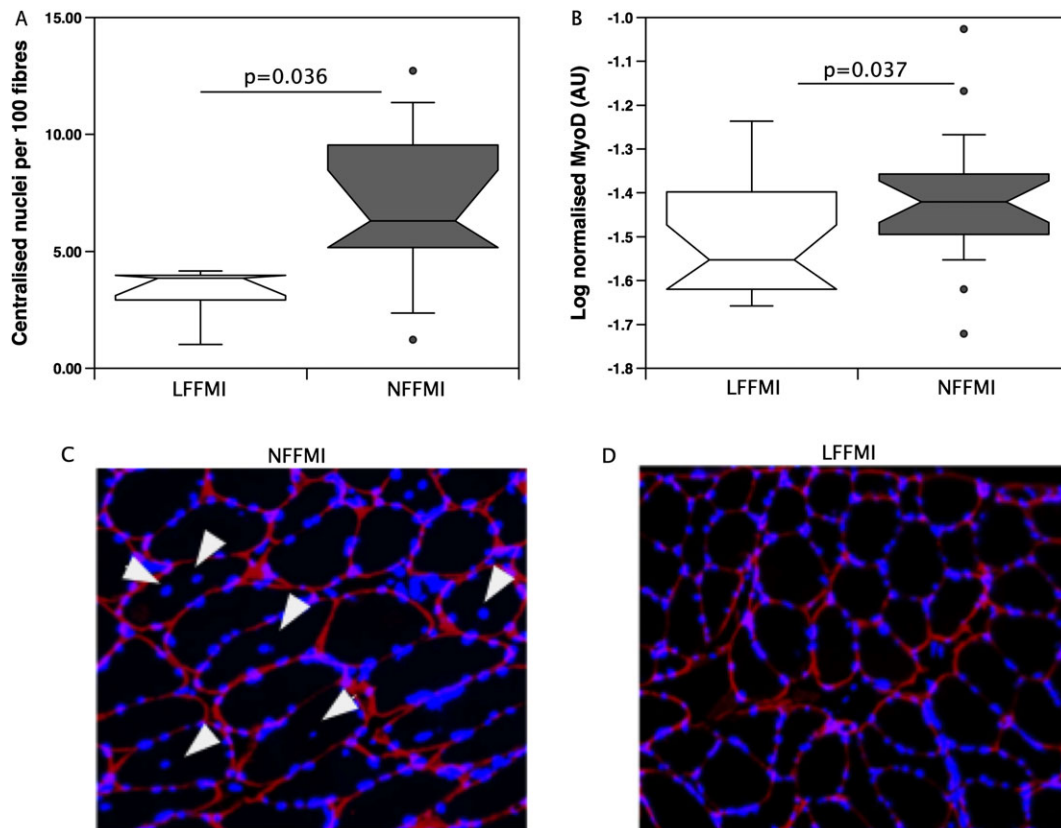 A
Centralised nuclei per 100 fibres
15.00
10.00
5.00
0.00
p=0.036
LFFMI
NFFMI
B
Log normalised MyoD (AU)
-1.0
-1.1
-1.2
-1.3
-1.4
-1.5
-1.6
-1.7
-1.8
p=0.037
LFFMI
NFFMI
C
NFFMI
D
LFFMI